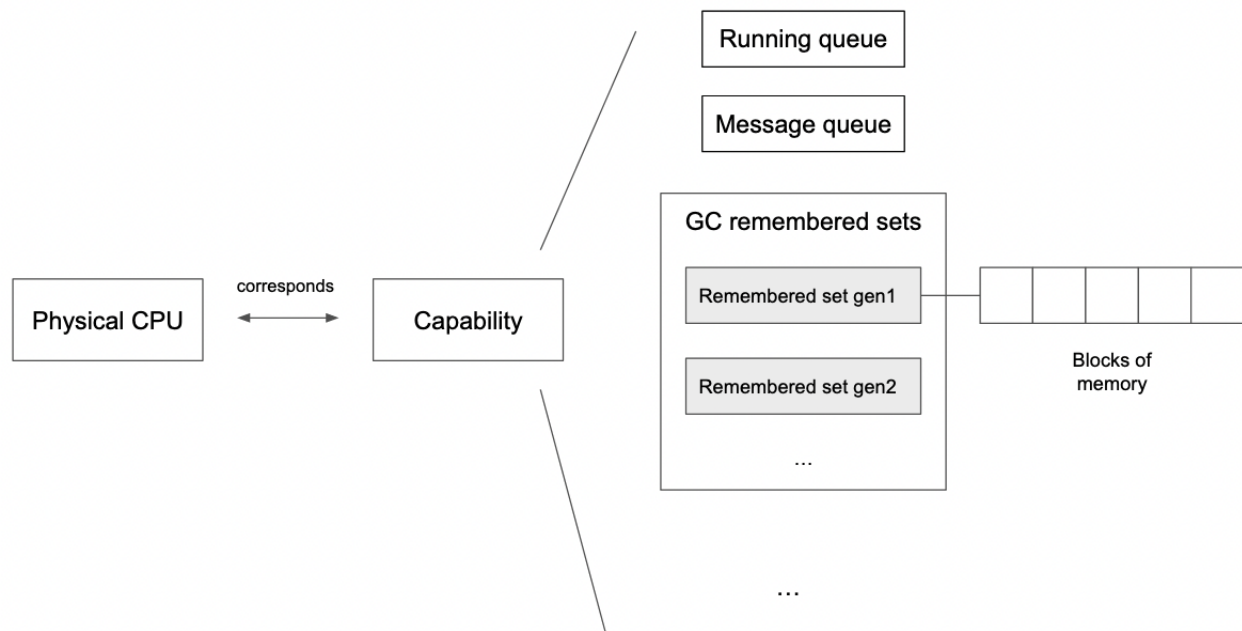 Running queue
Message queue
GC remembered sets
Physical CPU
corresponds
Capability
Remembered set gen1
Remembered set gen2
...
Blocks of
memory
...